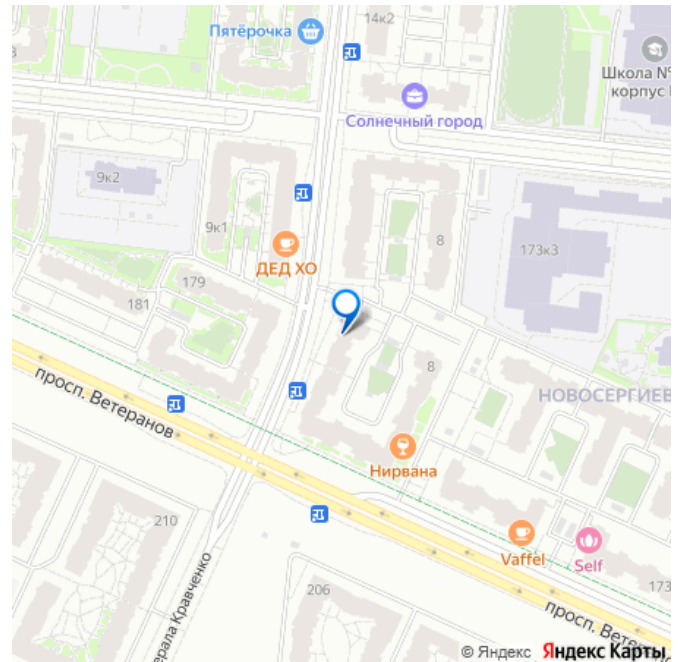 14к2
Пятёрочка
Школа №
корпус
Солнечный город
9к2
9к1
8
173к3
ДЕД ХО
179
181
8
просп. Ветеранов
НОВОСЕРГИЕВ
Нирвана
210
Vaffel
Self
206
173
ерала Кравченко
просп. Ветер
© Яндекс Яндекс Карты